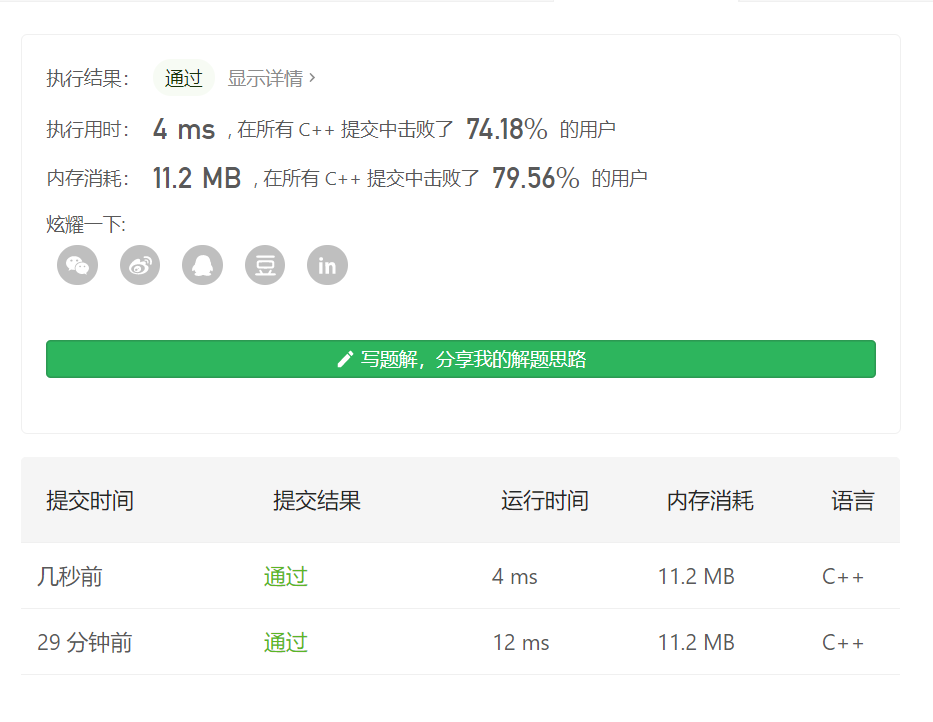 执行结果： 通过 显示详情 ›
执行用时： 4 ms , 在所有 C++ 提交中击败了 74.18% 的用户
内存消耗： 11.2 MB , 在所有 C++ 提交中击败了 79.56% 的用户
炫耀一下:
豆 in
写题解，分享我的解题思路
提交时间 提交结果 运行时间 内存消耗 语言
几秒前 通过 4 ms 11.2 MB C++
29 分钟前 通过 12 ms 11.2 MB C++